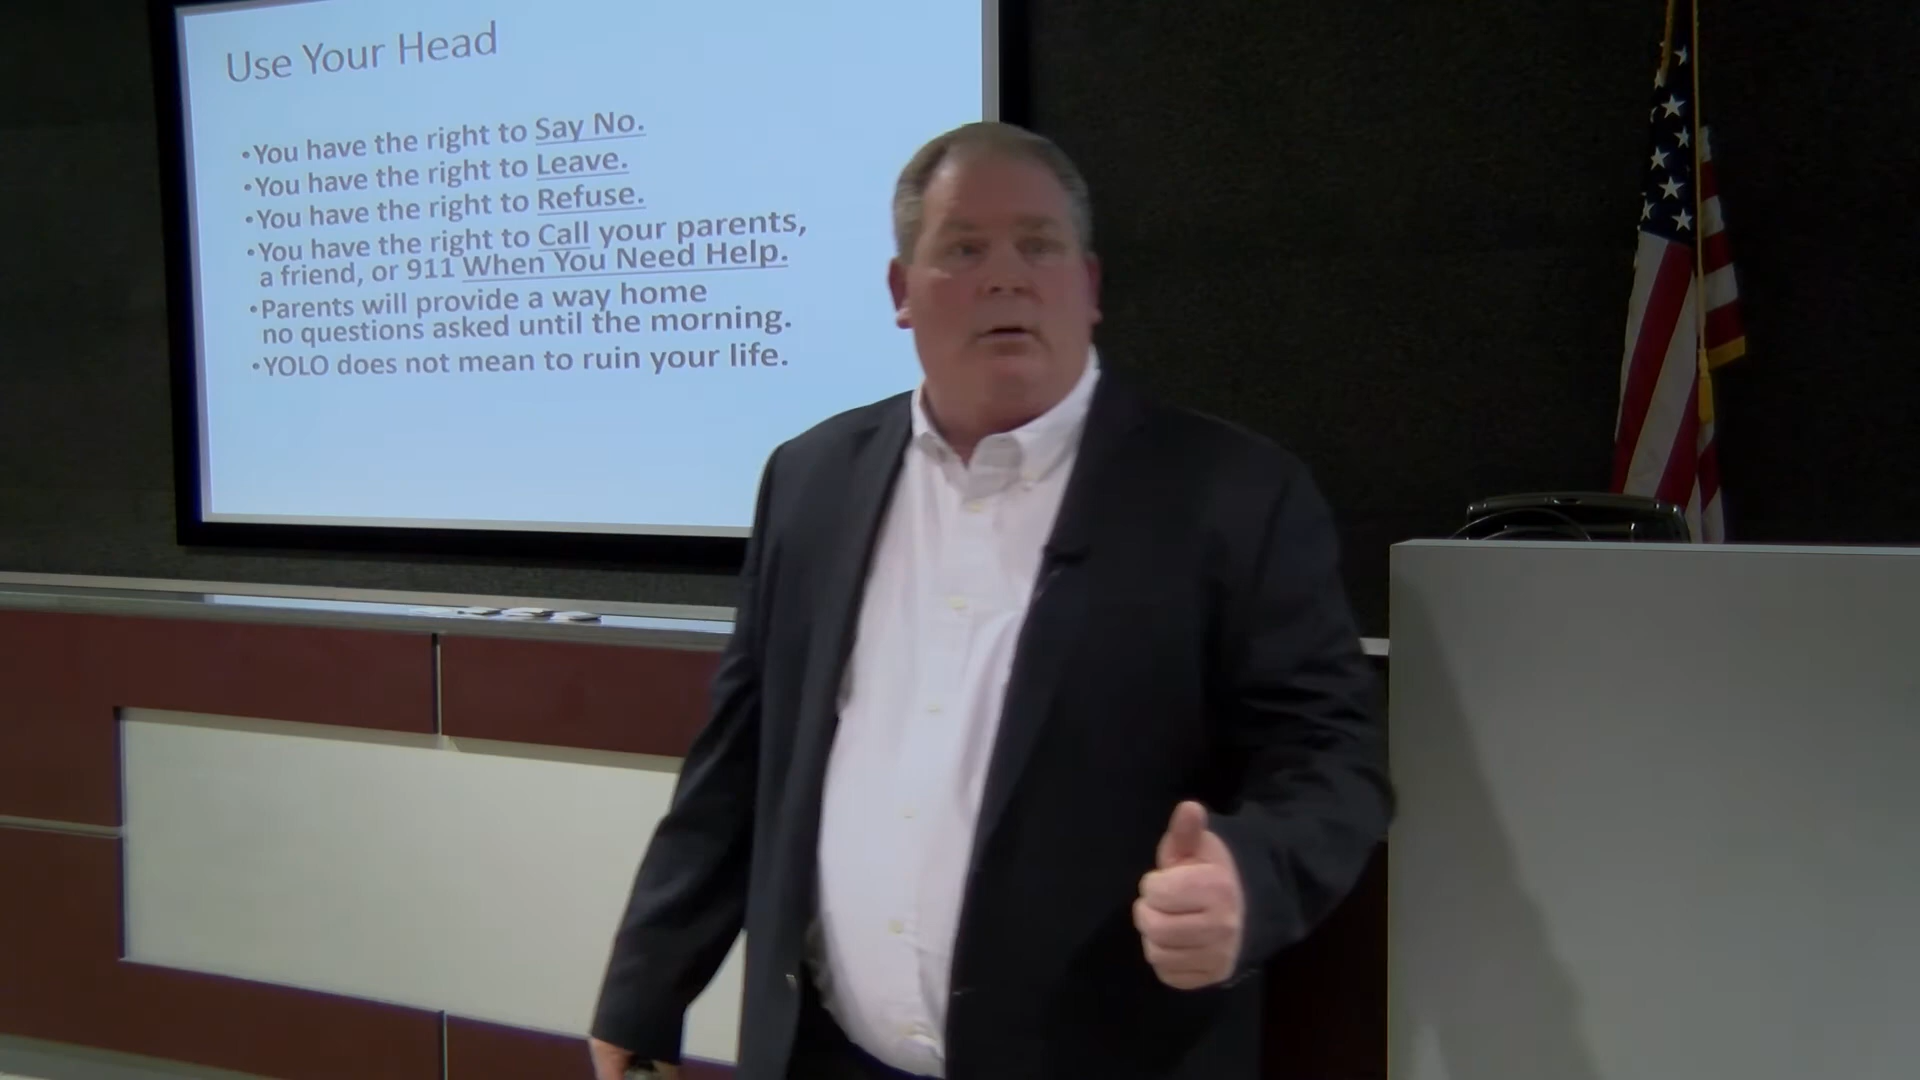 Use Your Head
•You have the right to Say No.
•You have the right to Leave.
•You have the right to Refuse.
•You have the right to Call your parents,
a friend, or 911 When You Need Help.
•Parents will provide a way home
no questions asked until the morning.
•YOLO does not mean to ruin your life.